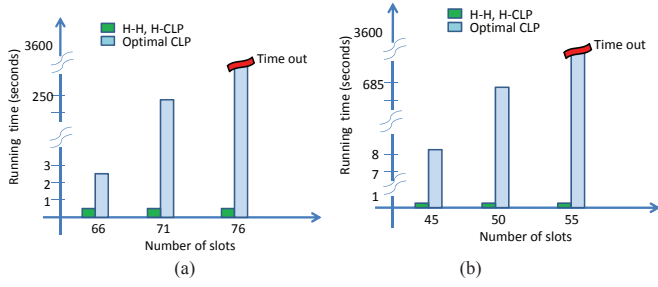 H-H, H-CLP
Optimal CLP
3600
Time out
250
3
2
1
66 71 76
Number of slots
Running time (seconds)
(a)
H-H, H-CLP
Optimal CLP
3600
Time out
685
8
7
1
45 50 55
Number of slots
Running time (seconds)
(b)